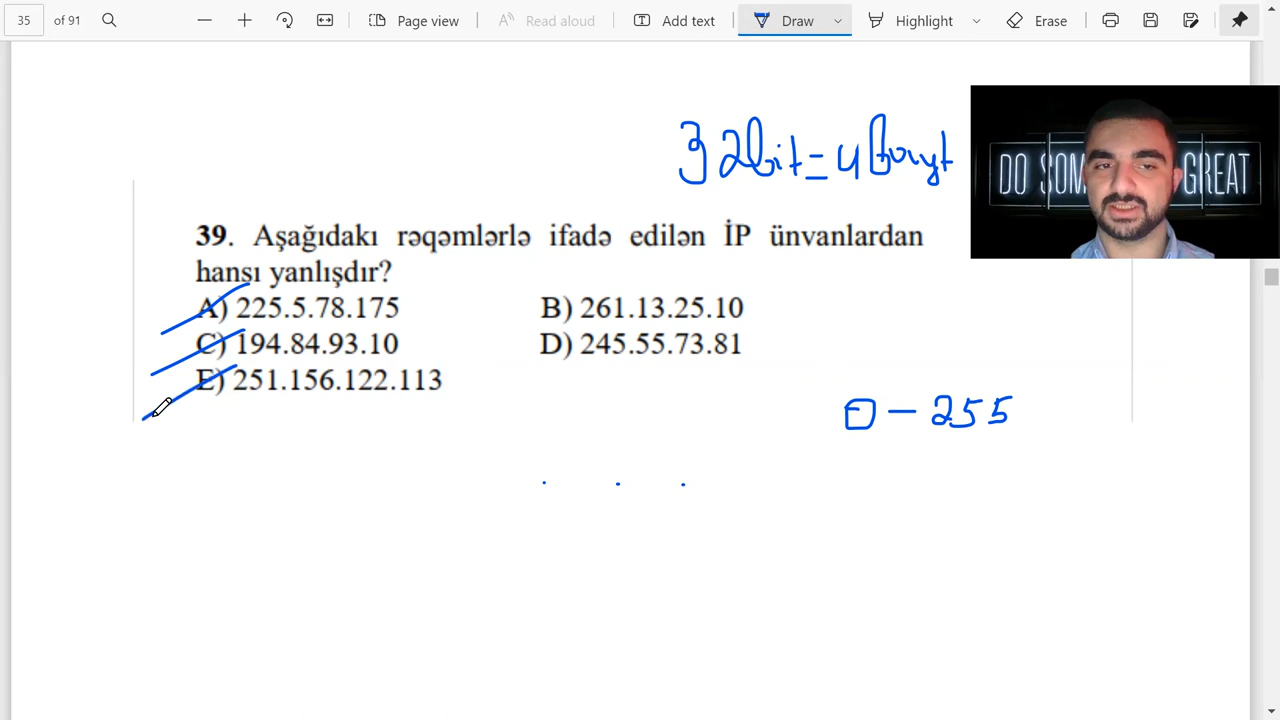 35 of 91 Page view Read aloud Add text Draw Highlight Erase
32bit=4bayt
DO SOM GREAT
39. Aşağıdakı rəqəmlərlə ifadə edilən İP ünvanlardan
hansı yanlışdır?
A) 225.5.78.175 B) 261.13.25.10
C) 194.84.93.10 D) 245.55.73.81
E) 251.156.122.113
0 - 255
. . .